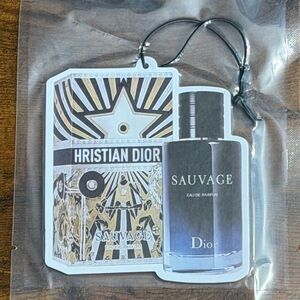 HRISTIAN DIOR
SAUVAGE
SAUVAGE
EAU DE PARFUM
Dior